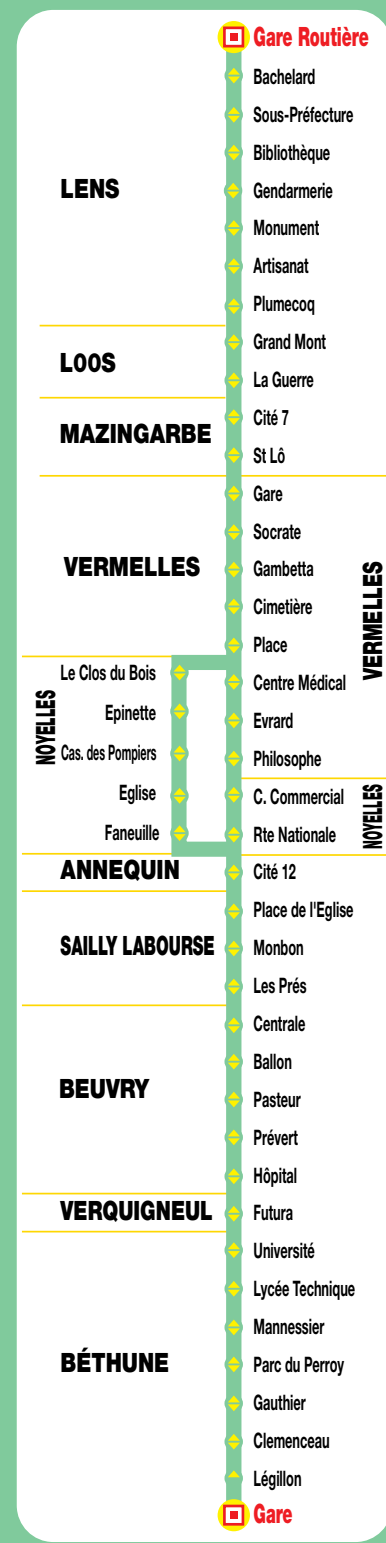 Gare Routière
Bachelard
Sous-Préfecture
Bibliothèque
LENS
Gendarmerie
Monument
Artisanat
Plumecoq
Grand Mont
LOOS
La Guerre
Cité 7
MAZINGARBE
St Lô
Gare
Socrate
VERMELLES
Gambetta
VERMELLES
Cimetière
Place
Le Clos du Bois
Centre Médical
NOYELLES
Epinette
Evrard
Cas. des Pompiers
Philosophe
Eglise
C. Commercial
NOYELLES
Faneuille
Rte Nationale
ANNEQUIN
Cité 12
Place de l'Eglise
SAILLY LABOURSE
Monbon
Les Prés
Centrale
Ballon
BEUVRY
Pasteur
Prévert
Hôpital
VERQUIGNEUL
Futura
Université
Lycée Technique
Mannessier
BÉTHUNE
Parc du Perroy
Gauthier
Clemenceau
Légillon
Gare